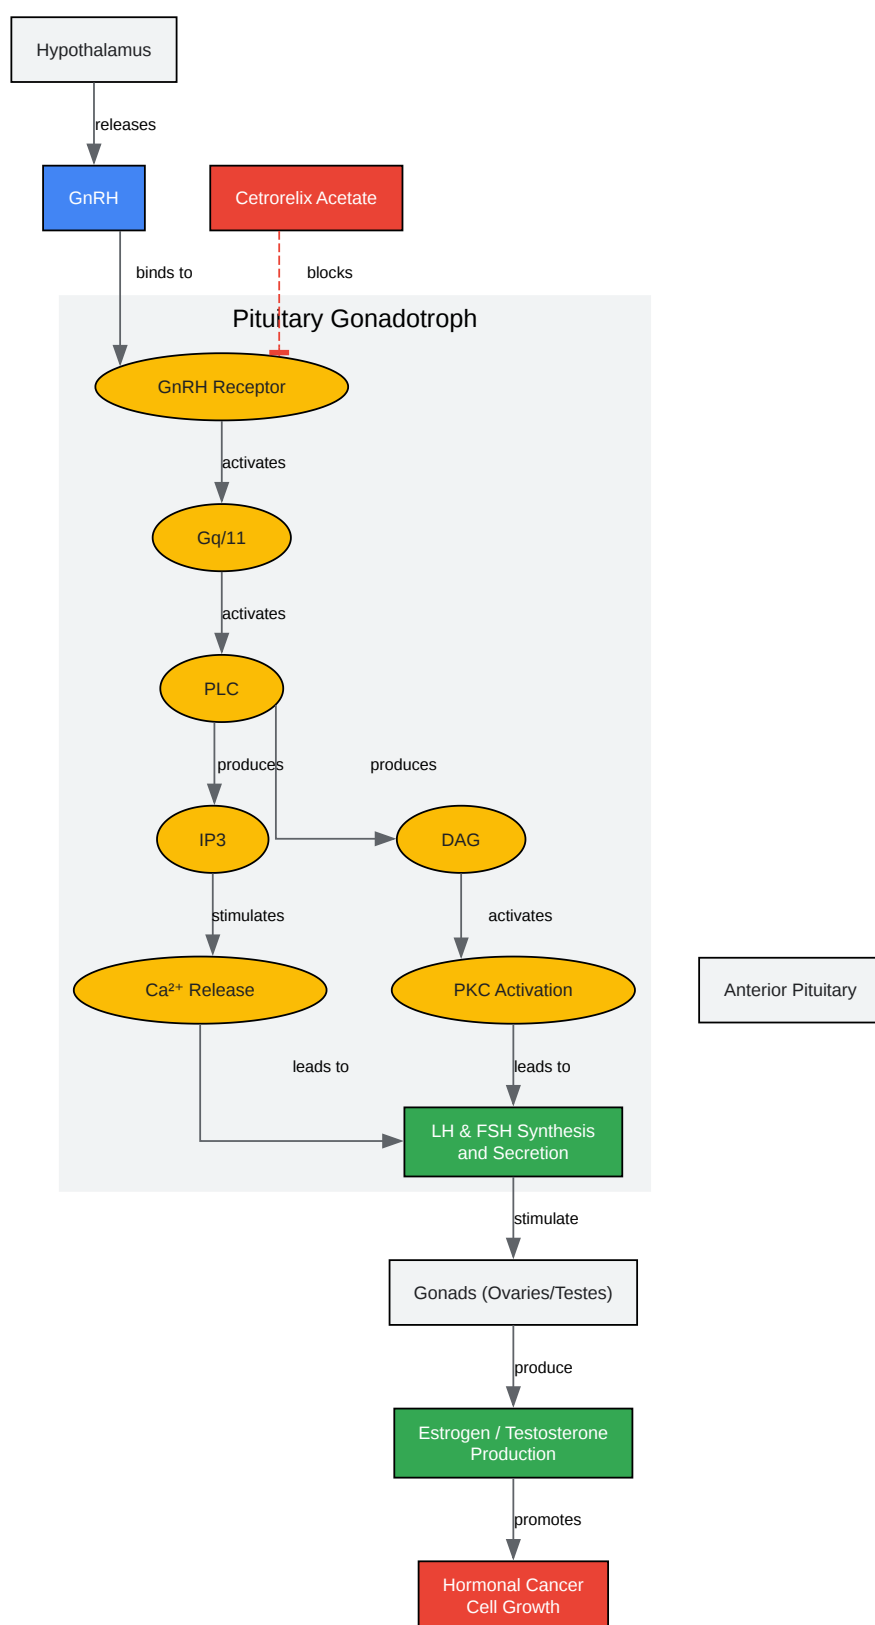 Hypothalamus
releases
GnRH
Cetrorelix Acetate
binds to
blocks
Pituitary Gonadotroph
GnRH Receptor
activates
Gq/11
activates
PLC
produces
produces
IP3
DAG
stimulates
activates
Ca²⁺ Release
PKC Activation
Anterior Pituitary
leads to
leads to
LH & FSH Synthesis
and Secretion
stimulate
Gonads (Ovaries/Testes)
produce
Estrogen / Testosterone
Production
promotes
Hormonal Cancer
Cell Growth